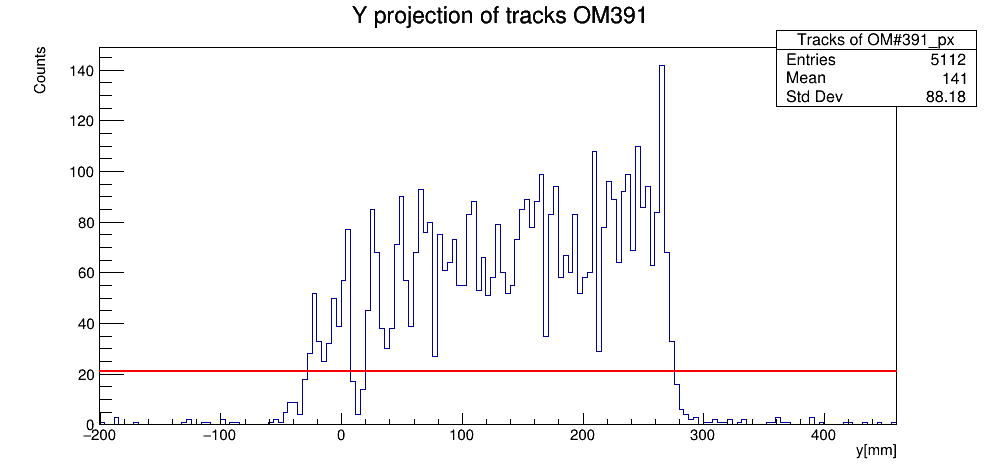 Y projection of tracks OM391
Tracks of OM#391_px
Entries 5112
Mean 141
Std Dev 88.18
Counts
140
120
100
80
60
40
20
0
−200 −100 0 100 200 300 400
y[mm]